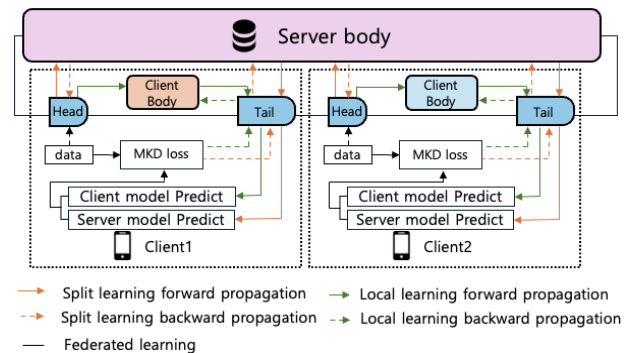 Server body
Head
Client
Body
Tail
data
MKD loss
Client model Predict
Server model Predict
Client1
Head
Client
Body
Tail
data
MKD loss
Client model Predict
Server model Predict
Client2
Split learning forward propagation
Local learning forward propagation
Split learning backward propagation
Local learning backward propagation
Federated learning